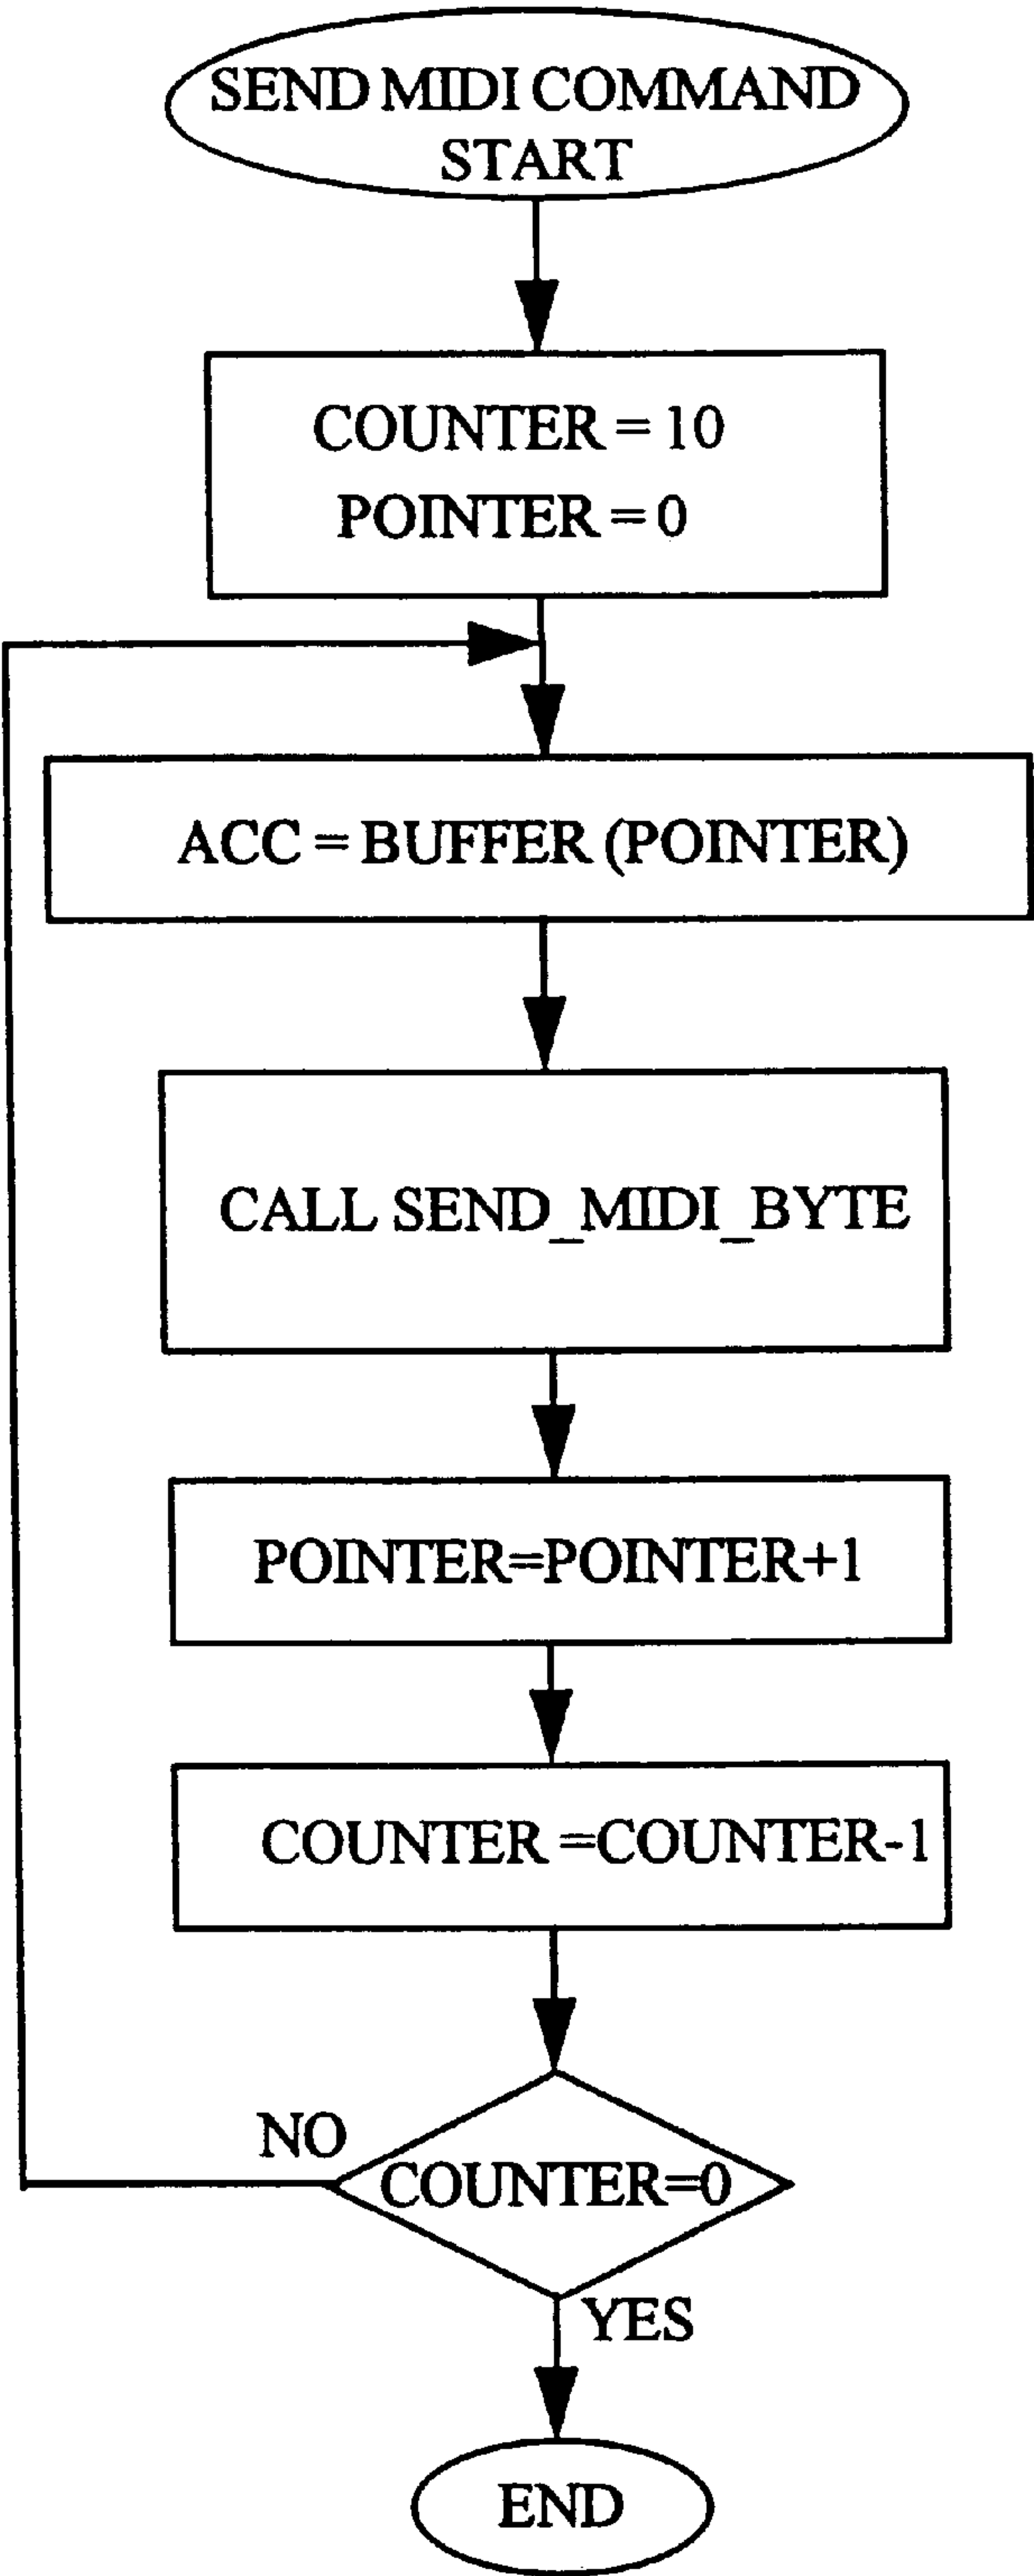 SEND MIDI COMMAND
START
COUNTER = 10
POINTER = 0
ACC = BUFFER (POINTER)
CALL SEND_MIDI_BYTE
POINTER=POINTER+1
COUNTER =COUNTER-1
NO
COUNTER=0
YES
END